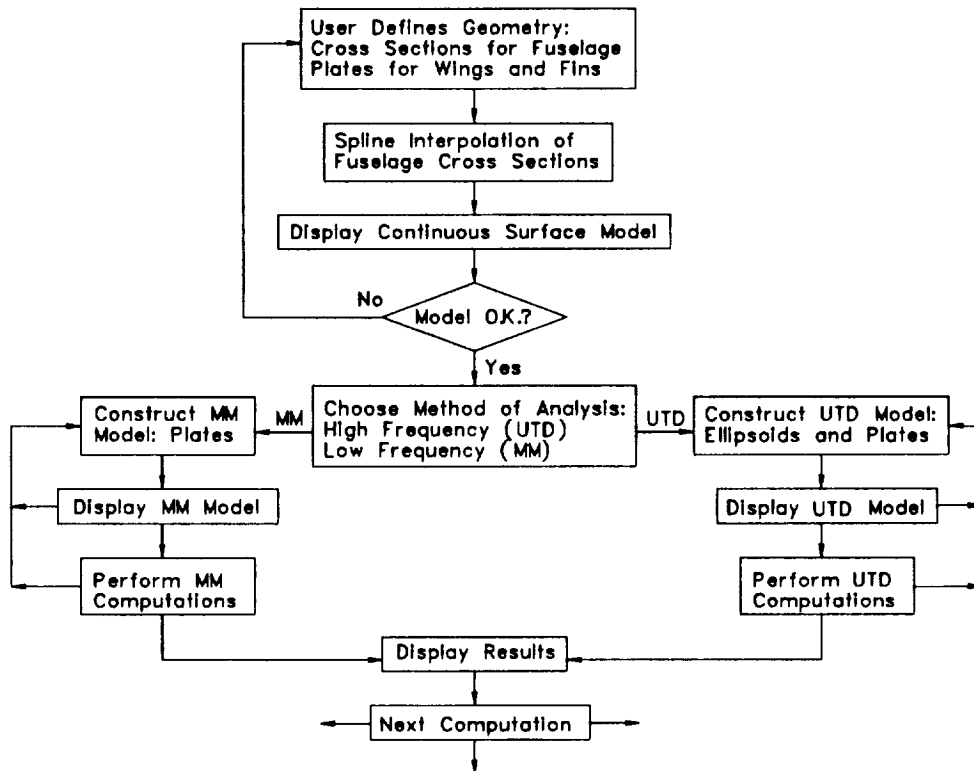 User Defines Geometry:
Cross Sections for Fuselage
Plates for Wings and Fins
Spline Interpolation of
Fuselage Cross Sections
Display Continuous Surface Model
No
Model O.K.?
Yes
Construct MM
Model: Plates
MM
Choose Method of Analysis:
High Frequency (UTD)
Low Frequency (MM)
UTD
Construct UTD Model:
Ellipsoids and Plates
Display MM Model
Display UTD Model
Perform MM
Computations
Perform UTD
Computations
Display Results
Next Computation